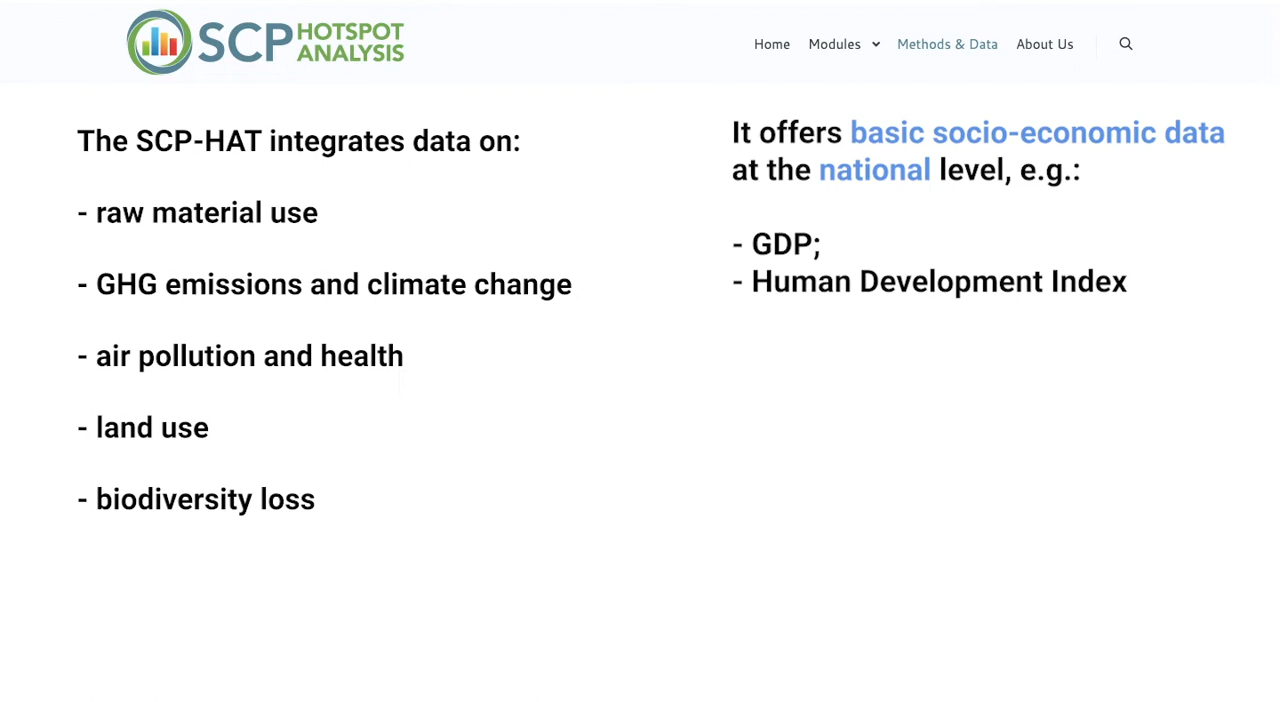 SCP HOTSPOT
ANALYSIS
Home Modules Methods & Data About Us
The SCP-HAT integrates data on:
- raw material use
- GHG emissions and climate change
- air pollution and health
- land use
- biodiversity loss
It offers basic socio-economic data
at the national level, e.g.:
- GDP;
- Human Development Index